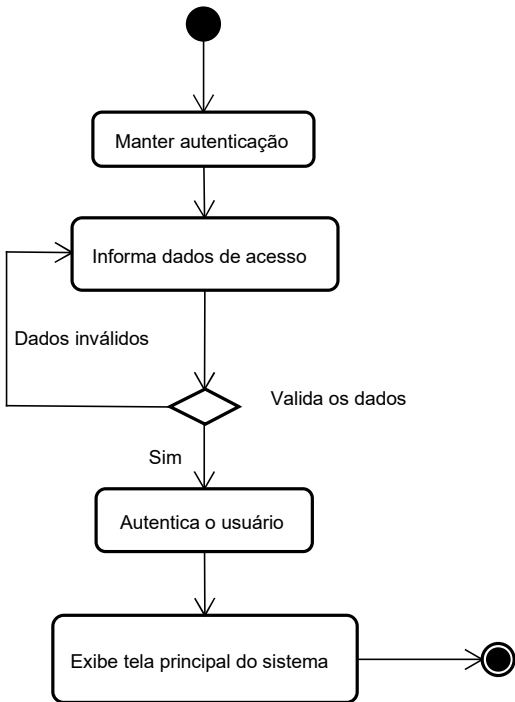 Manter autenticação
Informa dados de acesso
Dados inválidos
Valida os dados
Sim
Autentica o usuário
Exibe tela principal do sistema